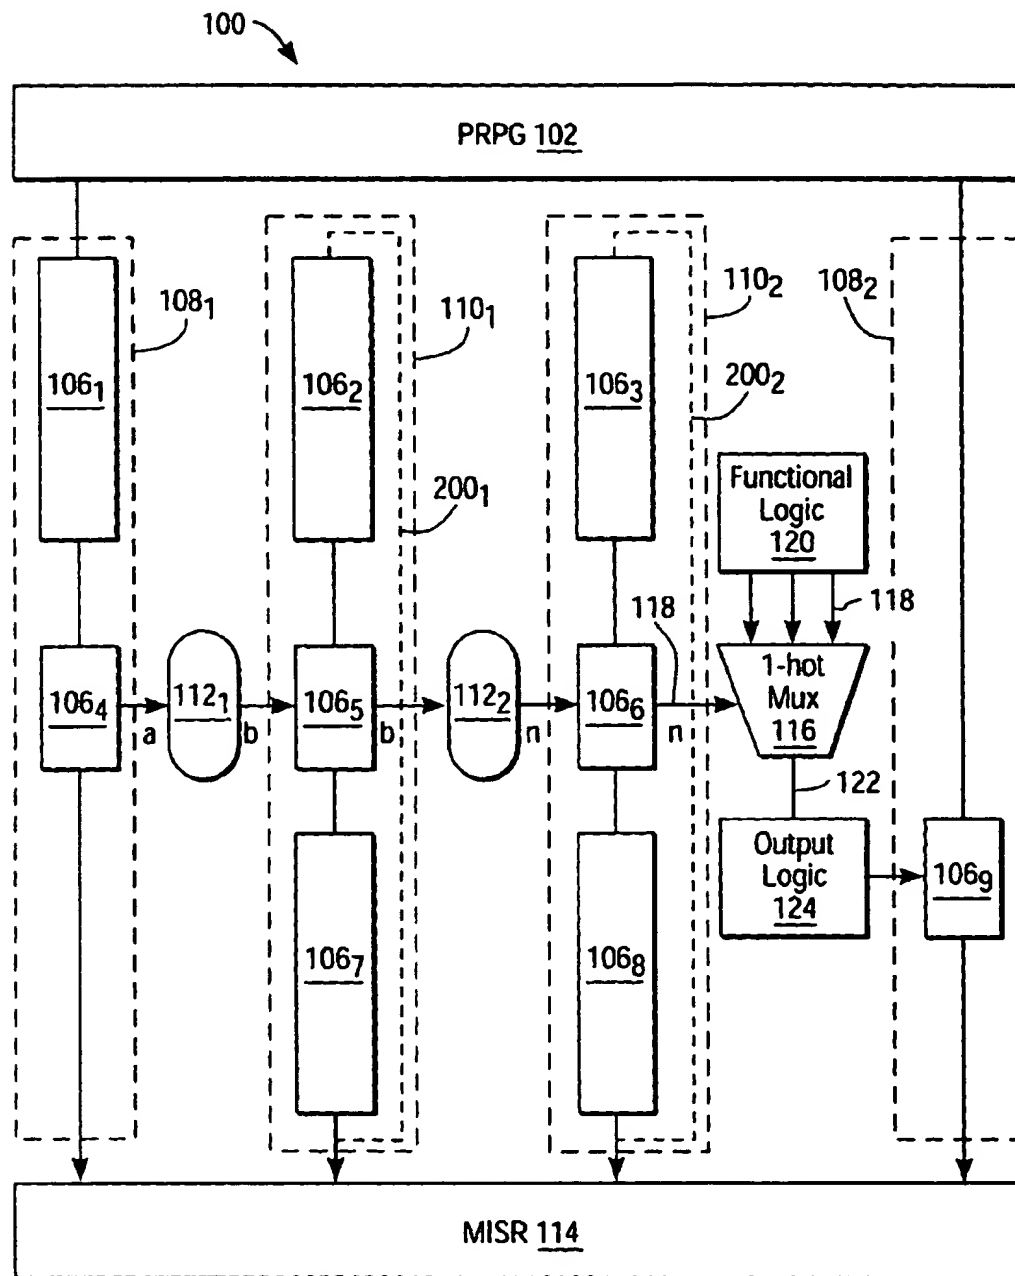 100
PRPG 102
108₁
110₁
110₂
108₂
106₁
106₂
106₃
200₂
200₁
Functional
Logic
120
118
118
106₄
a
112₁
b
106₅
b
112₂
n
106₆
n
1-hot
Mux
116
122
Output
Logic
124
106₉
106₇
106₈
MISR 114